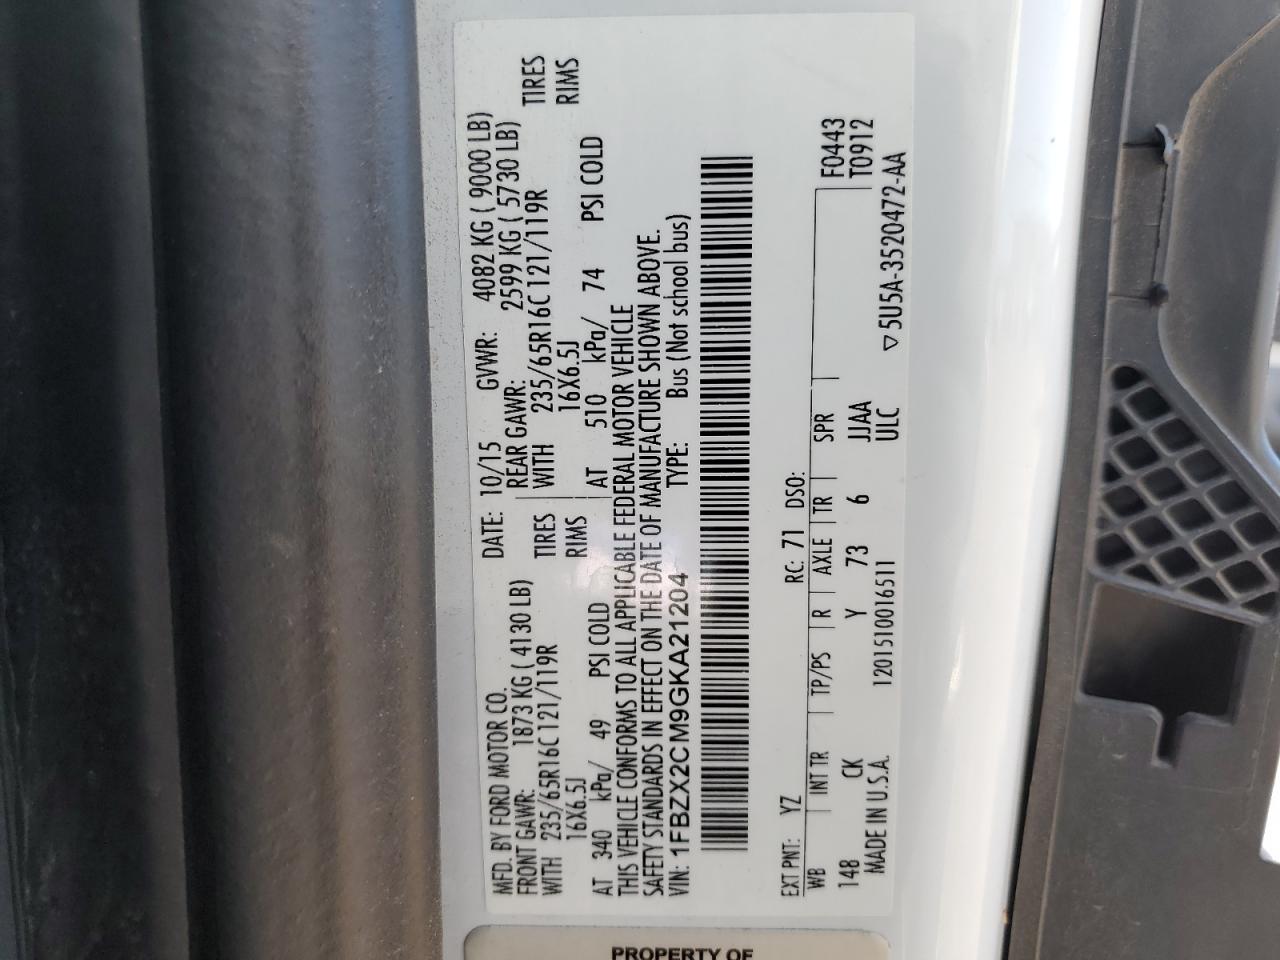 MFD. BY FORD MOTOR CO.
DATE: 10/15 GVWR: 4082 KG ( 9000 LB)
FRONT GAWR: 1873 KG ( 4130 LB)
REAR GAWR: 2599 KG ( 5730 LB)
WITH 235/65R16C 121/119R TIRES
WITH 235/65R16C 121/119R TIRES
16X6.5J RIMS
16X6.5J RIMS
AT 340 kPa/ 49 PSI COLD
AT 510 kPa/ 74 PSI COLD
THIS VEHICLE CONFORMS TO ALL APPLICABLE FEDERAL MOTOR VEHICLE
SAFETY STANDARDS IN EFFECT ON THE DATE OF MANUFACTURE SHOWN ABOVE.
VIN: 1FBZX2CM9GKA21204 TYPE: Bus (Not school bus)
EXT PNT: YZ RC: 71 DSO:
WB INT TR TP/PS R AXLE TR SPR F0443
148 CK Y 73 6 JJAA T0912
MADE IN U.S.A. 1201510016511 ULC ▽5U5A-3520472-AA
PROPERTY OF